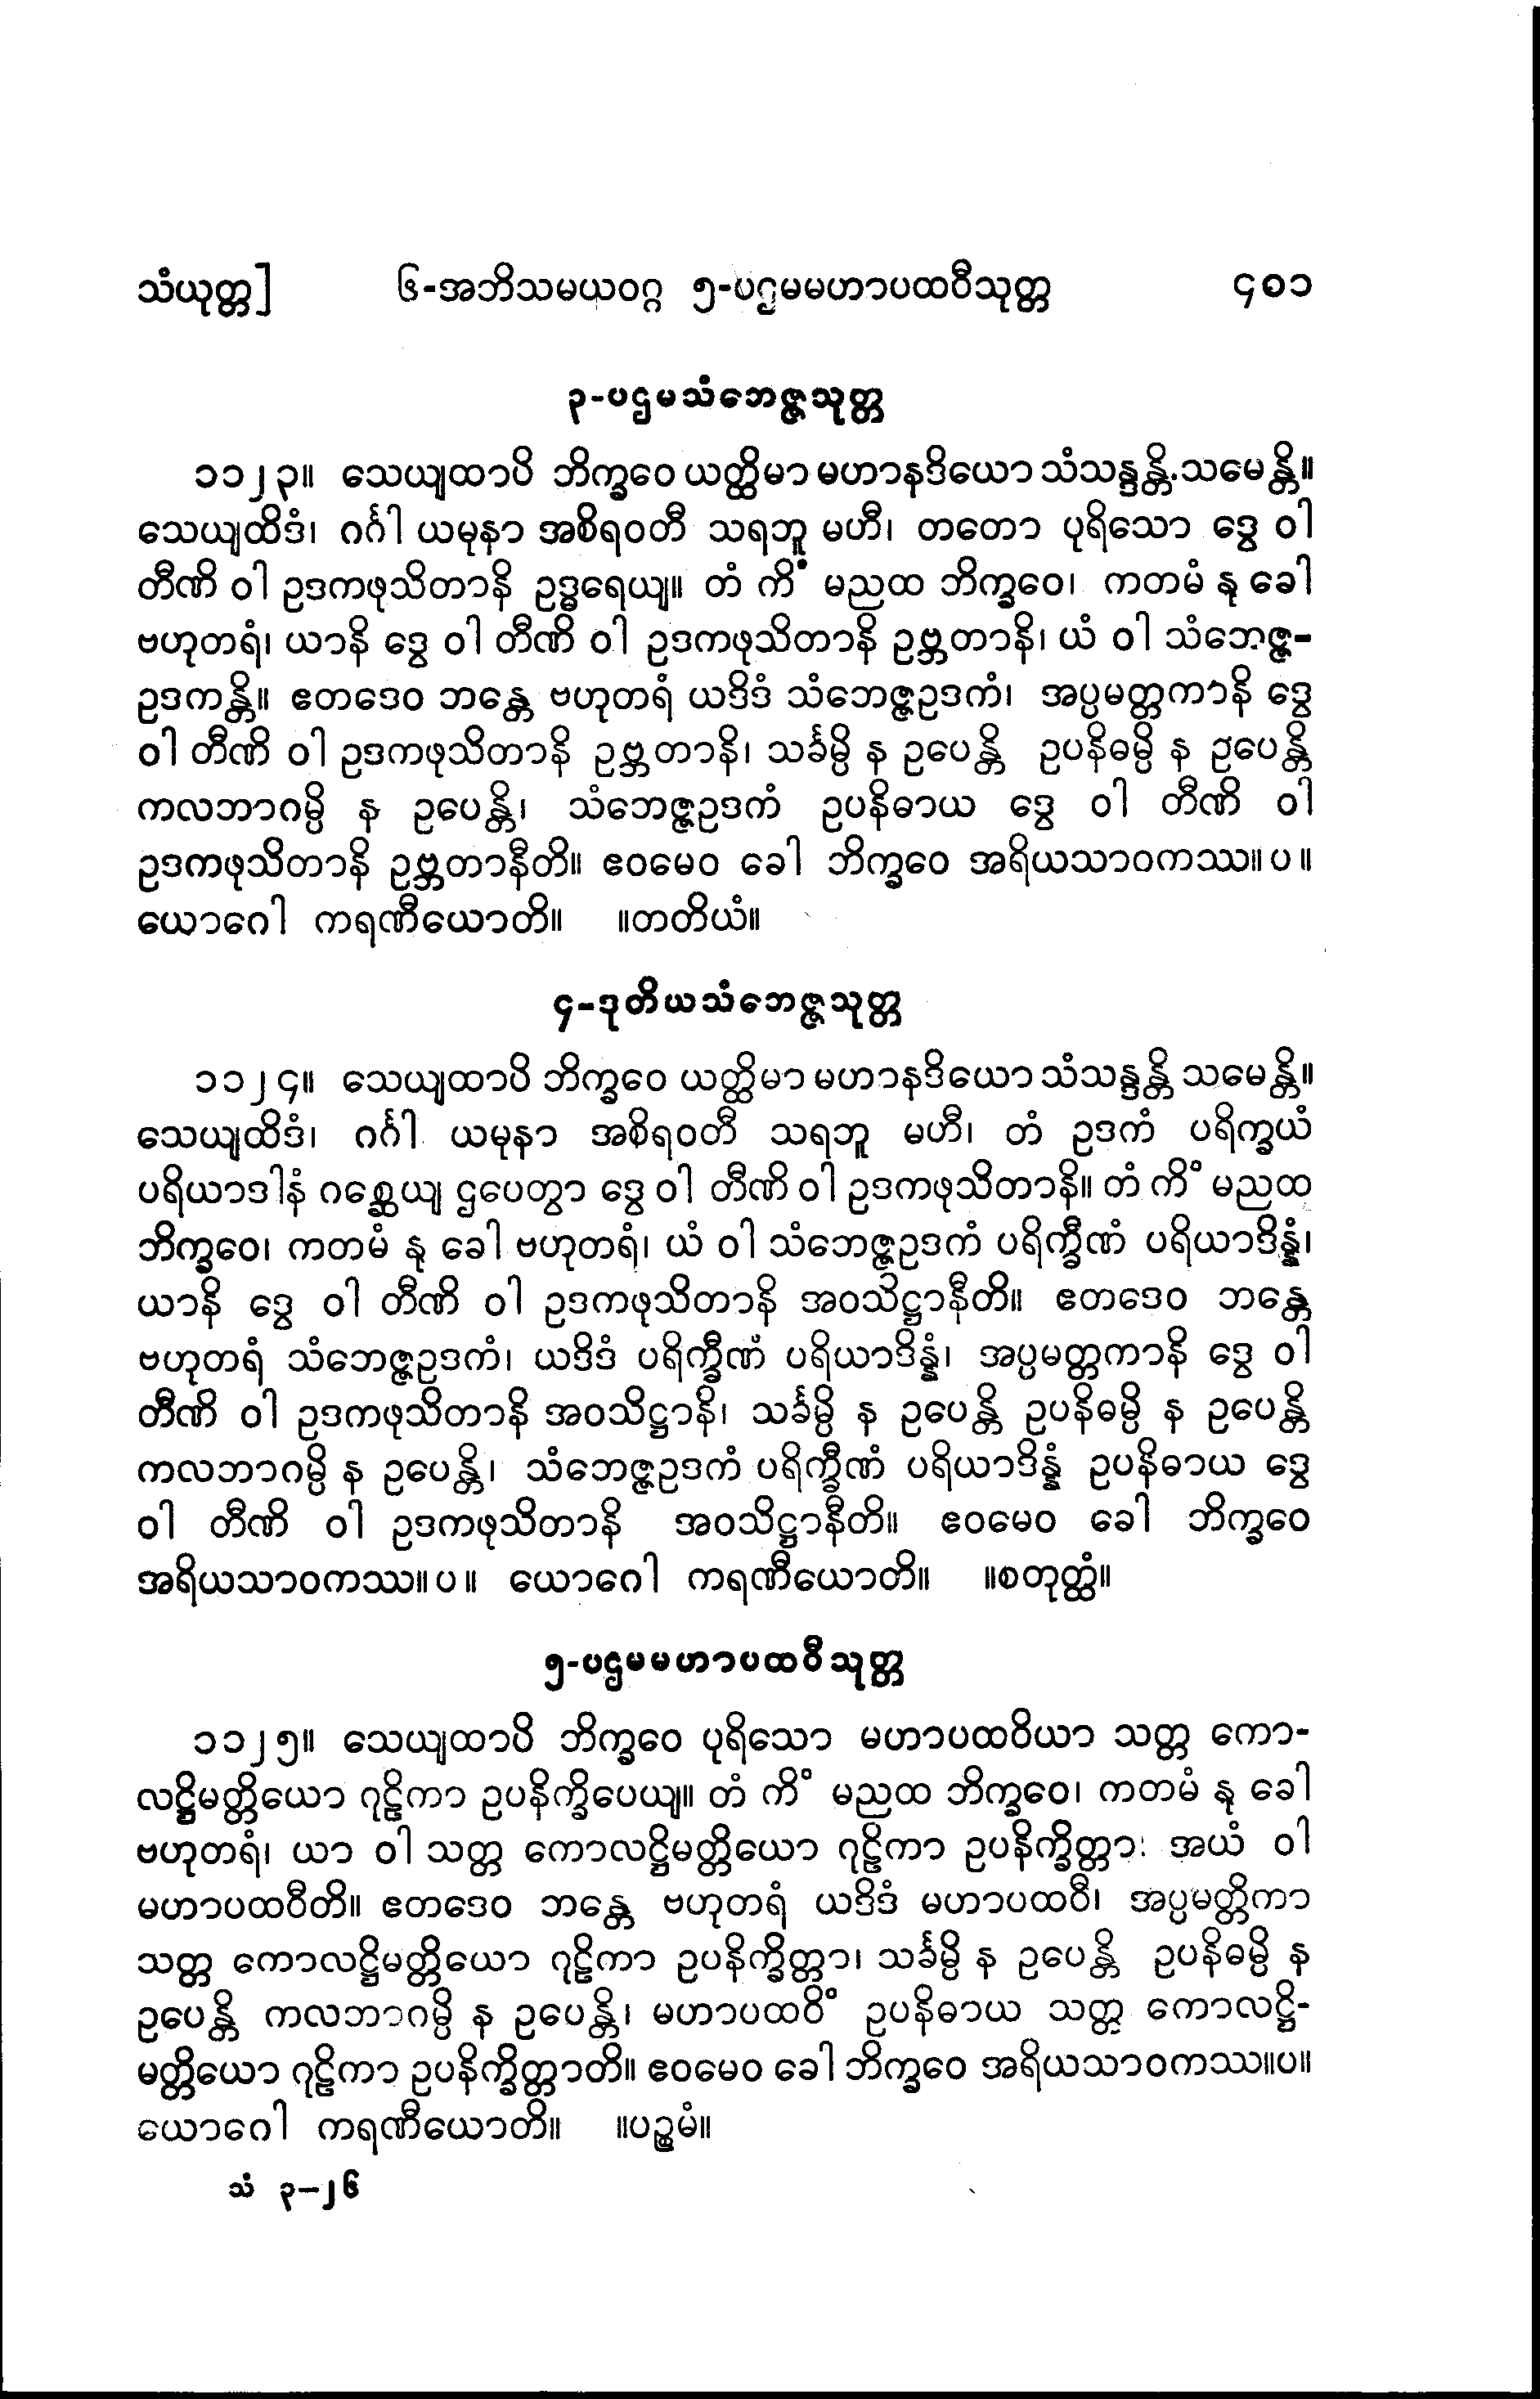 သံယုတ္တ] ၆-အဘိသမယဝဂ္ဂ ၅-ပဌမမဟာပထဝီသုတ္တ ၄၀၁
၃-ပဌမသံဘေဇ္ဇသုတ္တ
၁၁၂၃။ သေယျထာပိ ဘိက္ခဝေ ယတ္ထိမာ မဟာနဒိယော သံသန္ဒန္တိ သမေန္တိ။
သေယျထိဒံ၊ ဂင်္ဂါ ယမုနာ အစိရဝတီ သရဘူ မဟီ၊ တတော ပုရိသော ဒွေ ဝါ
တီဏိ ဝါ ဥဒကဖုသိတာနိ ဥဒ္ဓရေယျ။ တံ ကိံ မညထ ဘိက္ခဝေ၊ ကတမံ နု ခေါ
ဗဟုတရံ၊ ယာနိ ဒွေ ဝါ တီဏိ ဝါ ဥဒကဖုသိတာနိ ဥဗ္ဘတာနိ၊ ယံ ဝါ သံဘေဇ္ဇ-
ဥဒကန္တိ။ ဧတဒေဝ ဘန္တေ ဗဟုတရံ ယဒိဒံ သံဘေဇ္ဇဥဒကံ၊ အပ္ပမတ္တကာနိ ဒွေ
ဝါ တီဏိ ဝါ ဥဒကဖုသိတာနိ ဥဗ္ဘတာနိ၊ သင်္ခမ္ပိ န ဥပေန္တိ ဥပနိဓမ္ပိ န ဥပေန္တိ
ကလဘာဂမ္ပိ န ဥပေန္တိ၊ သံဘေဇ္ဇဥဒကံ ဥပနိဓာယ ဒွေ ဝါ တီဏိ ဝါ
ဥဒကဖုသိတာနိ ဥဗ္ဘတာနီတိ။ ဧဝမေဝ ခေါ ဘိက္ခဝေ အရိယသာဝကဿ။ပ။
ယောဂေါ ကရဏီယောတိ။ ။တတိယံ။
၄-ဒုတိယသံဘေဇ္ဇသုတ္တ
၁၁၂၄။ သေယျထာပိ ဘိက္ခဝေ ယတ္ထိမာ မဟာနဒိယော သံသန္ဒန္တိ သမေန္တိ။
သေယျထိဒံ၊ ဂင်္ဂါ ယမုနာ အစိရဝတီ သရဘူ မဟီ၊ တံ ဥဒကံ ပရိက္ခယံ
ပရိယာဒါနံ ဂစ္ဆေယျ ဌပေတွာ ဒွေ ဝါ တီဏိ ဝါ ဥဒကဖုသိတာနိ။ တံ ကိံ မညထ
ဘိက္ခဝေ၊ ကတမံ နု ခေါ ဗဟုတရံ၊ ယံ ဝါ သံဘေဇ္ဇဥဒကံ ပရိက္ခီဏံ ပရိယာဒိန္နံ၊
ယာနိ ဒွေ ဝါ တီဏိ ဝါ ဥဒကဖုသိတာနိ အဝသိဋ္ဌာနီတိ။ ဧတဒေဝ ဘန္တေ
ဗဟုတရံ သံဘေဇ္ဇဥဒကံ၊ ယဒိဒံ ပရိက္ခီဏံ ပရိယာဒိန္နံ၊ အပ္ပမတ္တကာနိ ဒွေ ဝါ
တီဏိ ဝါ ဥဒကဖုသိတာနိ အဝသိဋ္ဌာနိ၊ သင်္ခမ္ပိ န ဥပေန္တိ ဥပနိဓမ္ပိ န ဥပေန္တိ
ကလဘာဂမ္ပိ န ဥပေန္တိ၊ သံဘေဇ္ဇဥဒကံ ပရိက္ခီဏံ ပရိယာဒိန္နံ ဥပနိဓာယ ဒွေ
ဝါ တီဏိ ဝါ ဥဒကဖုသိတာနိ အဝသိဋ္ဌာနီတိ။ ဧဝမေဝ ခေါ ဘိက္ခဝေ
အရိယသာဝကဿ။ပ။ ယောဂေါ ကရဏီယောတိ။ ။စတုတ္ထံ။
၅-ပဌမမဟာပထဝီသုတ္တ
၁၁၂၅။ သေယျထာပိ ဘိက္ခဝေ ပုရိသော မဟာပထဝိယာ သတ္တ ကော-
လဋ္ဌိမတ္တိယော ဂုဠိကာ ဥပနိက္ခိပေယျ။ တံ ကိံ မညထ ဘိက္ခဝေ၊ ကတမံ နု ခေါ
ဗဟုတရံ၊ ယာ ဝါ သတ္တ ကောလဋ္ဌိမတ္တိယော ဂုဠိကာ ဥပနိက္ခိတ္တာ၊ အယံ ဝါ
မဟာပထဝီတိ။ ဧတဒေဝ ဘန္တေ ဗဟုတရံ ယဒိဒံ မဟာပထဝီ၊ အပ္ပမတ္တိကာ
သတ္တ ကောလဋ္ဌိမတ္တိယော ဂုဠိကာ ဥပနိက္ခိတ္တာ၊ သင်္ခမ္ပိ န ဥပေန္တိ ဥပနိဓမ္ပိ န
ဥပေန္တိ ကလဘာဂမ္ပိ န ဥပေန္တိ၊ မဟာပထဝိံ ဥပနိဓာယ သတ္တ ကောလဋ္ဌိ-
မတ္တိယော ဂုဠိကာ ဥပနိက္ခိတ္တာတိ။ ဧဝမေဝ ခေါ ဘိက္ခဝေ အရိယသာဝကဿ။ပ။
ယောဂေါ ကရဏီယောတိ။ ။ပဉ္စမံ။
သံ ၃-၂၆